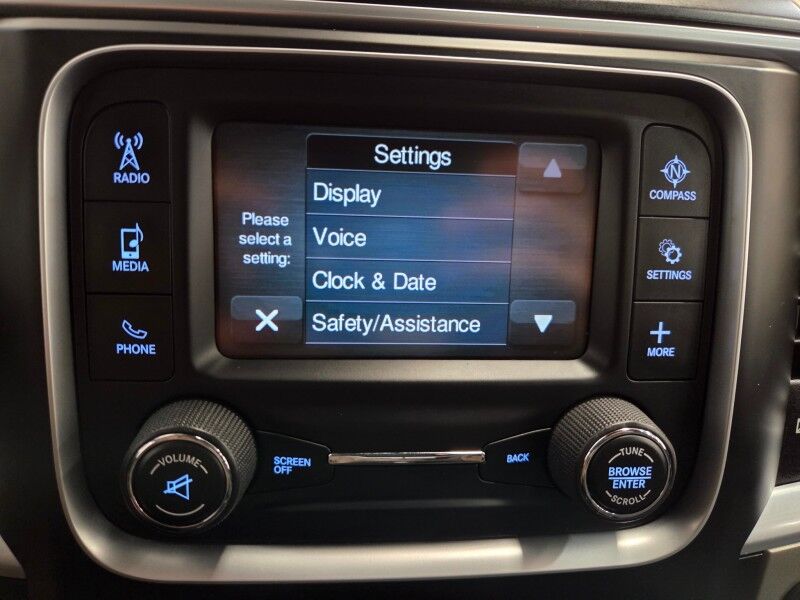 RADIO
MEDIA
PHONE
Settings
Please
select a
setting:
Display
Voice
Clock & Date
Safety/Assistance
N
COMPASS
SETTINGS
MORE
VOLUME
SCREEN
OFF
BACK
TUNE
BROWSE
ENTER
SCROLL